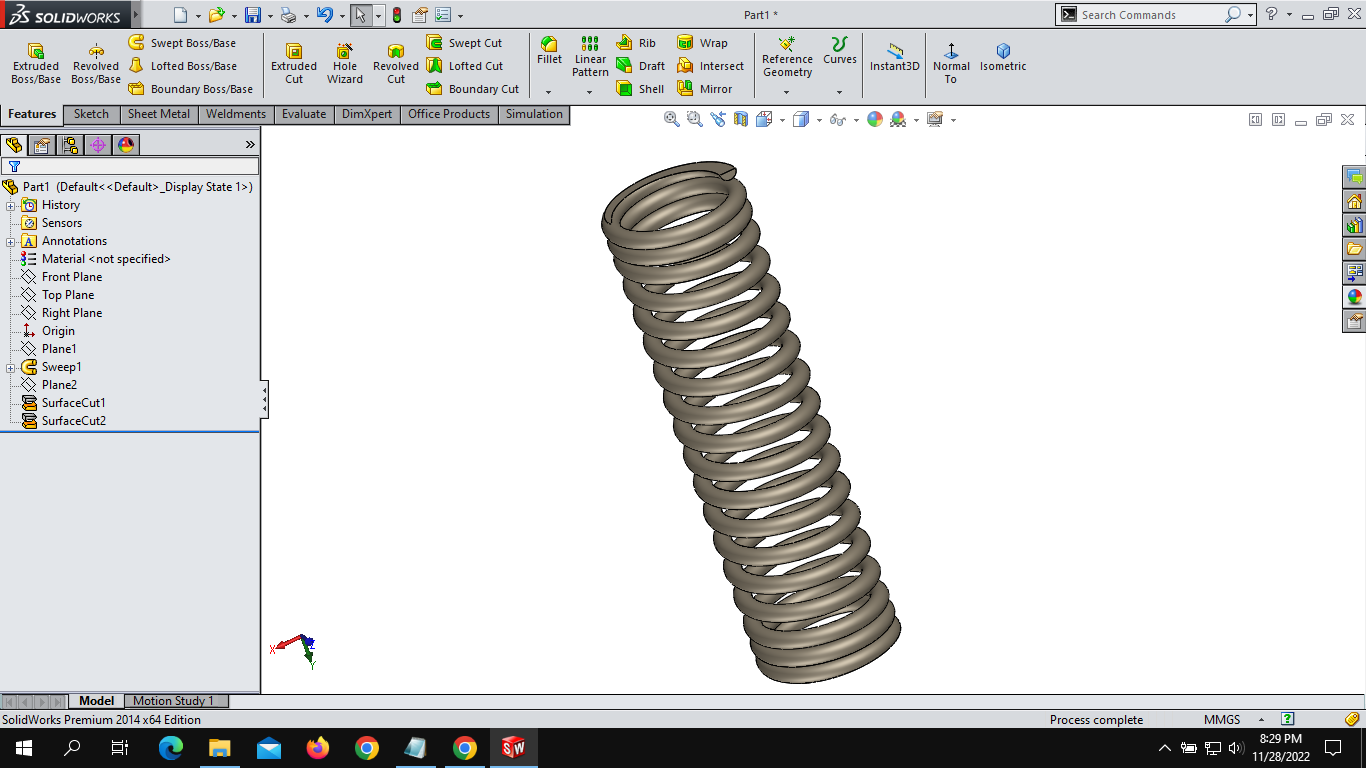 SOLIDWORKS
Part1 *
Search Commands
?
Extruded Boss/Base
Revolved Boss/Base
Swept Boss/Base
Lofted Boss/Base
Boundary Boss/Base
Extruded Cut
Hole Wizard
Revolved Cut
Swept Cut
Lofted Cut
Boundary Cut
Fillet
Linear Pattern
Rib
Draft
Shell
Wrap
Intersect
Mirror
Reference Geometry
Curves
Instant3D
Normal To
Isometric
Features Sketch Sheet Metal Weldments Evaluate DimXpert Office Products Simulation
»
Part1 (Default<<Default>_Display State 1>)
History
Sensors
A Annotations
Material <not specified>
Front Plane
Top Plane
Right Plane
Origin
Plane1
Sweep1
Plane2
SurfaceCut1
SurfaceCut2
X
Z
Y
Model Motion Study 1
SolidWorks Premium 2014 x64 Edition Process complete MMGS ?
SW
8:29 PM
11/28/2022